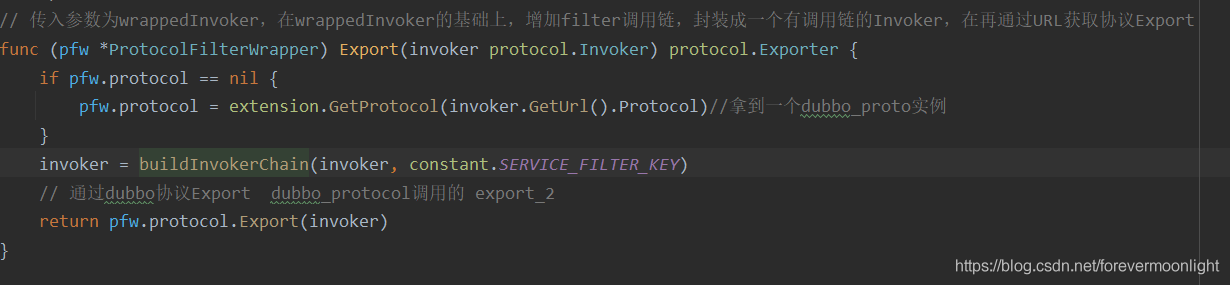 // 传入参数为wrappedInvoker，在wrappedInvoker的基础上，增加filter调用链，封装成一个有调用链的Invoker，在再通过URL获取协议Export
func (pfw *ProtocolFilterWrapper) Export(invoker protocol.Invoker) protocol.Exporter {
    if pfw.protocol == nil {
        pfw.protocol = extension.GetProtocol(invoker.GetUrl().Protocol)//拿到一个dubbo_proto实例
    }
    invoker = buildInvokerChain(invoker, constant.SERVICE_FILTER_KEY)
    // 通过dubbo协议Export  dubbo_protocol调用的 export_2
    return pfw.protocol.Export(invoker)
}
https://blog.csdn.net/forevermoonlight